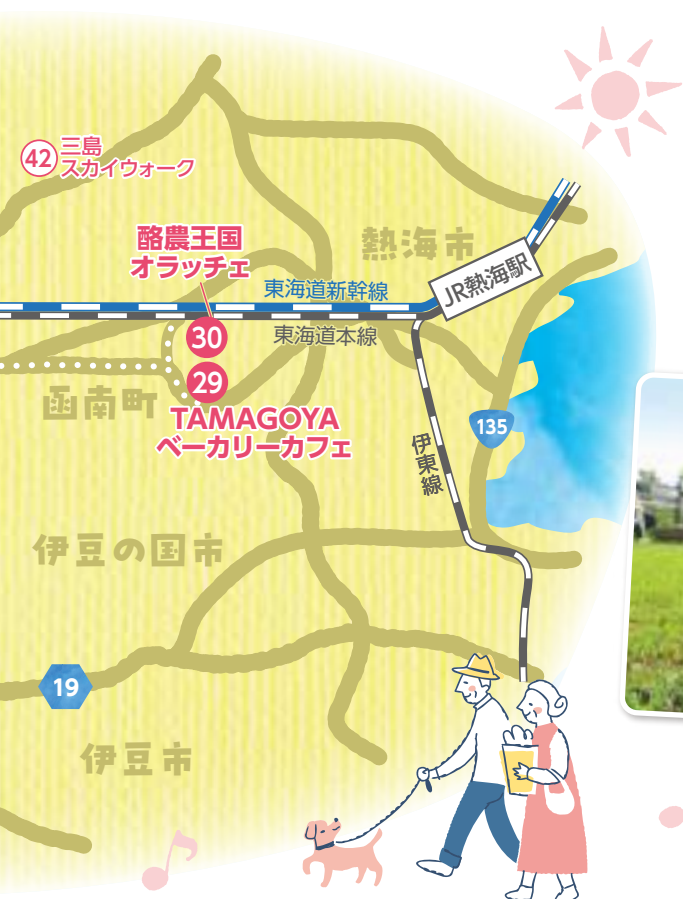 42
三島
スカイウォーク
酪農王国
オラッチェ
熱海市
JR熱海駅
東海道新幹線
東海道本線
30
29
函南町
TAMAGOYA
ベーカリーカフェ
135
伊東線
伊豆の国市
19
伊豆市